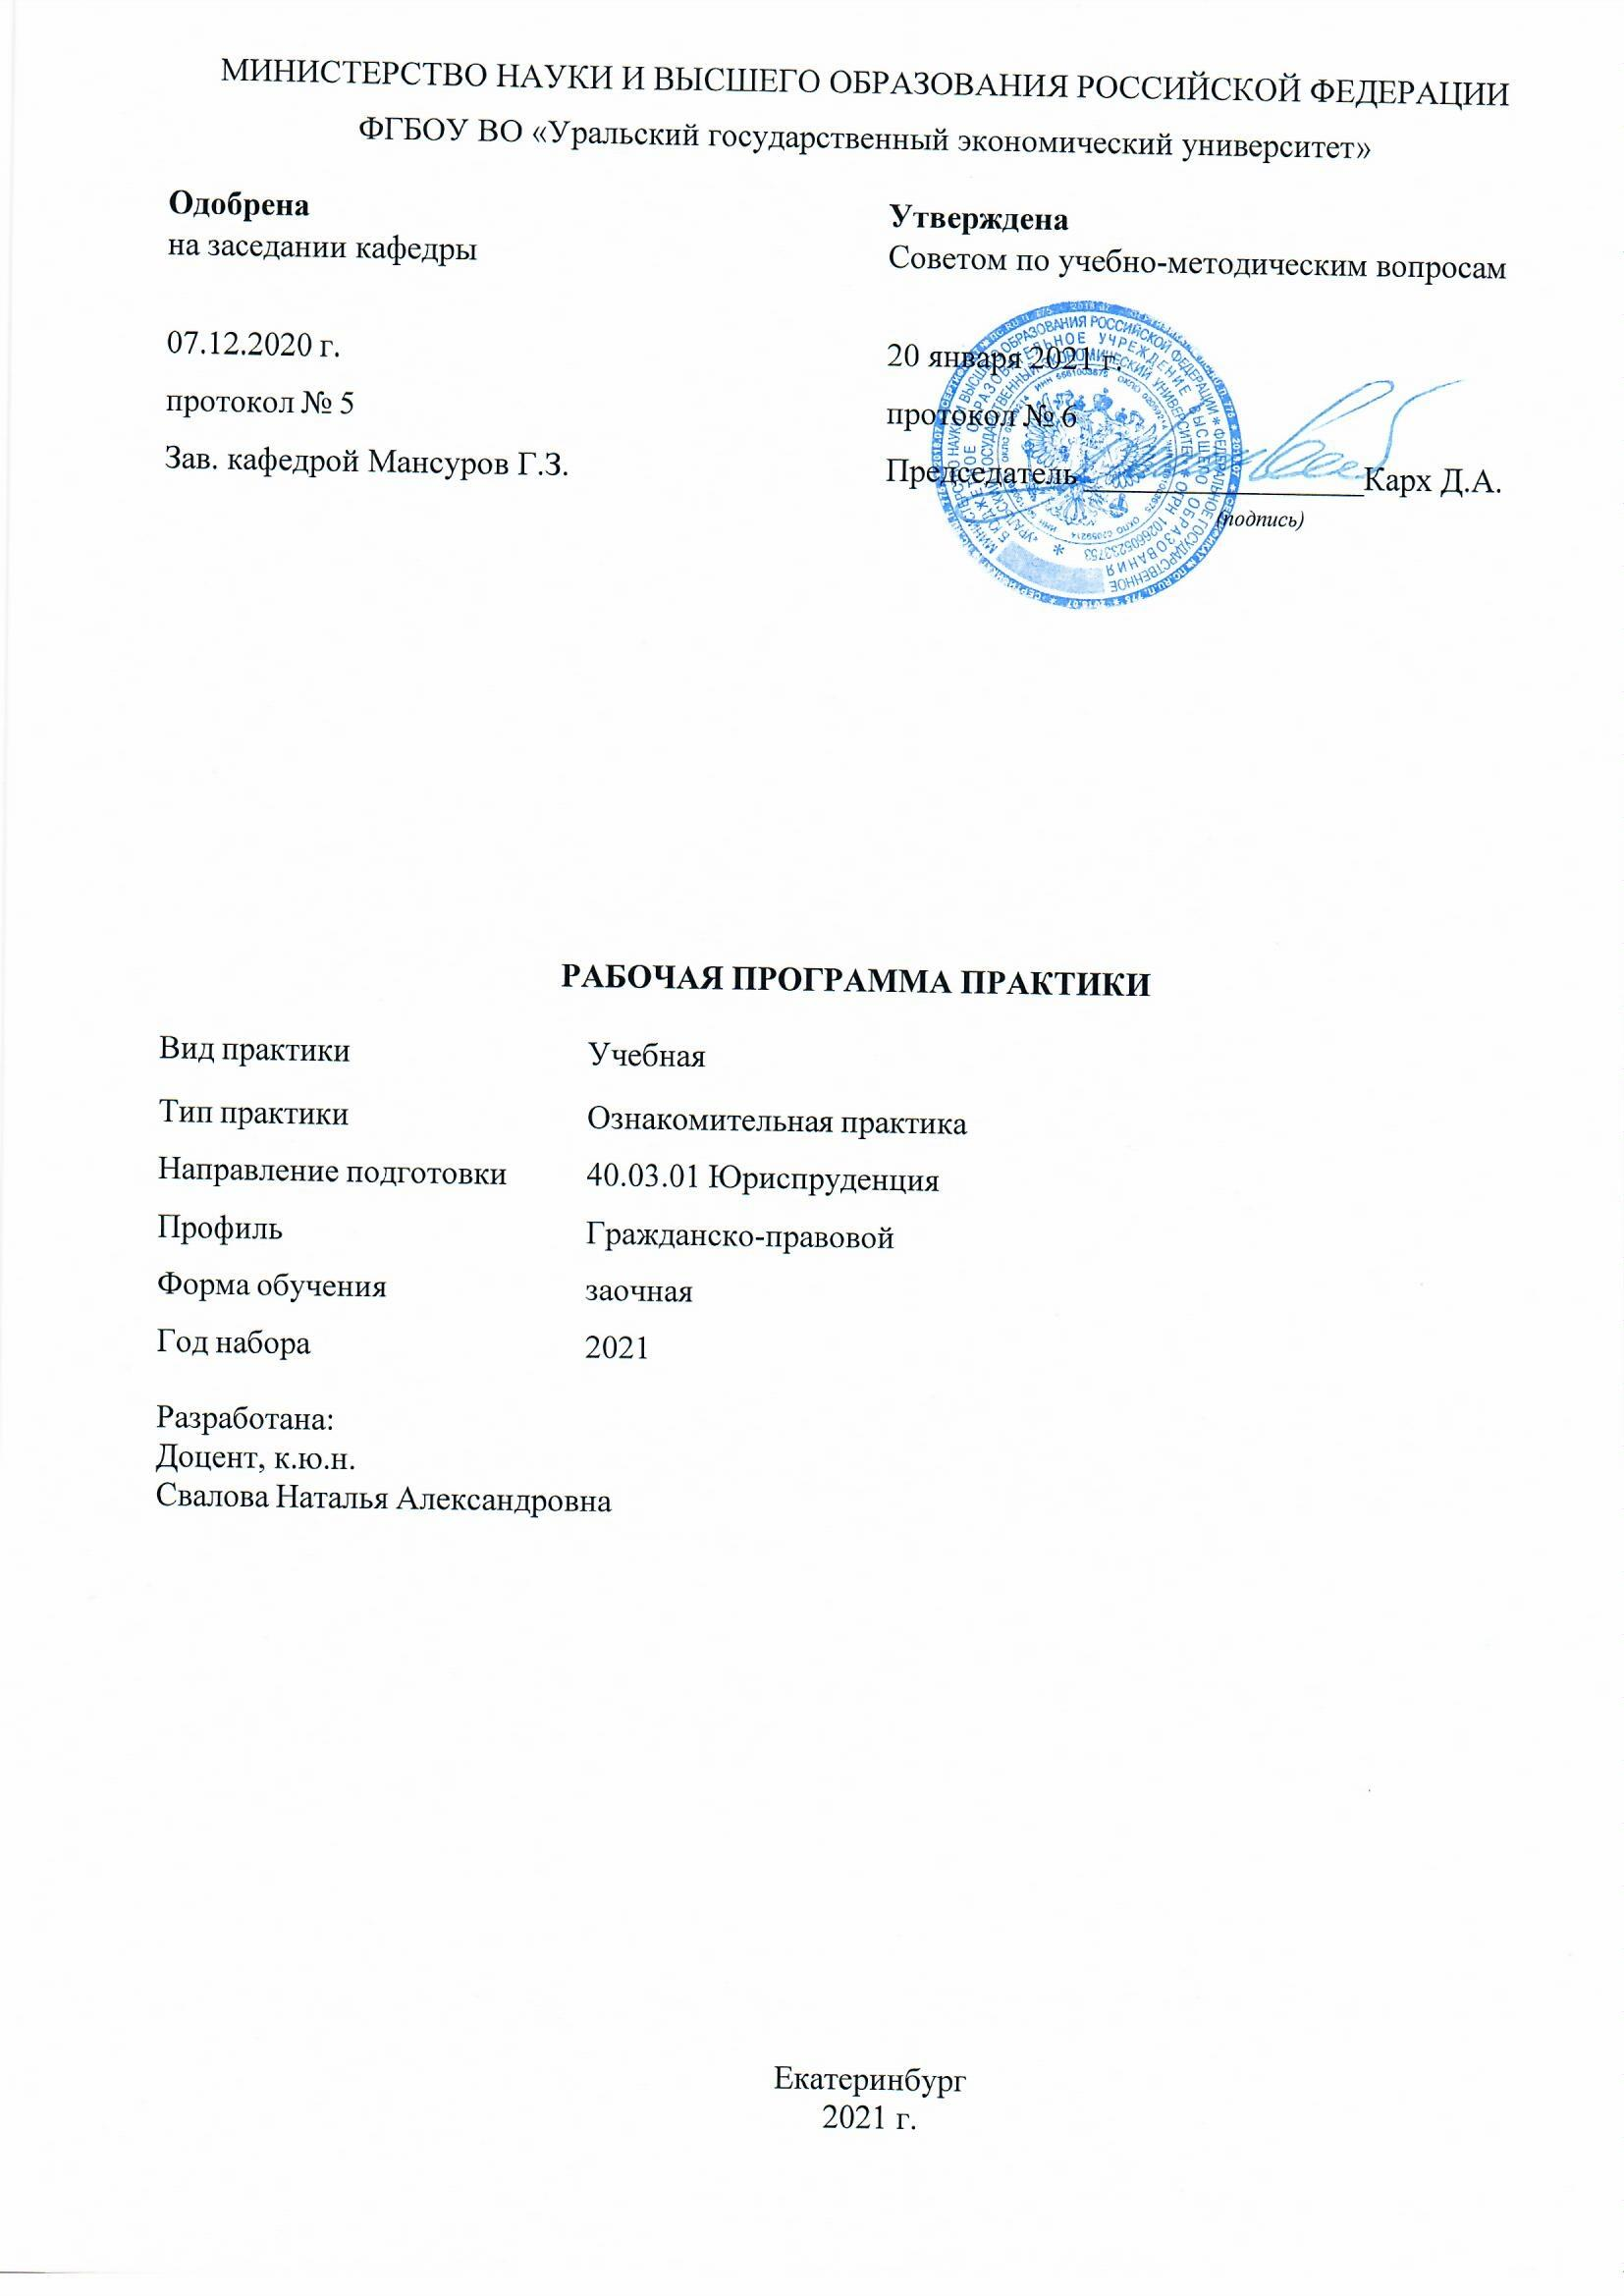 МИНИСТЕРСТВО НАУКИ И ВЫСШЕГО ОБРАЗОВАНИЯ РОССИЙСКОЙ ФЕДЕРАЦИИ
ФГБОУ ВО «Уральский государственный экономический университет»
Одобрена
на заседании кафедры
07.12.2020 г.
протокол № 5
Зав. кафедрой Мансуров Г.З.
Утверждена
Советом по учебно-методическим вопросам
20 января 2021 г.
протокол № 6
Председатель Карх Д.А.
(подпись)
РАБОЧАЯ ПРОГРАММА ПРАКТИКИ
Вид практики Учебная
Тип практики Ознакомительная практика
Направление подготовки 40.03.01 Юриспруденция
Профиль Гражданско-правовой
Форма обучения заочная
Год набора 2021
Разработана:
Доцент, к.ю.н.
Свалова Наталья Александровна
Екатеринбург
2021 г.